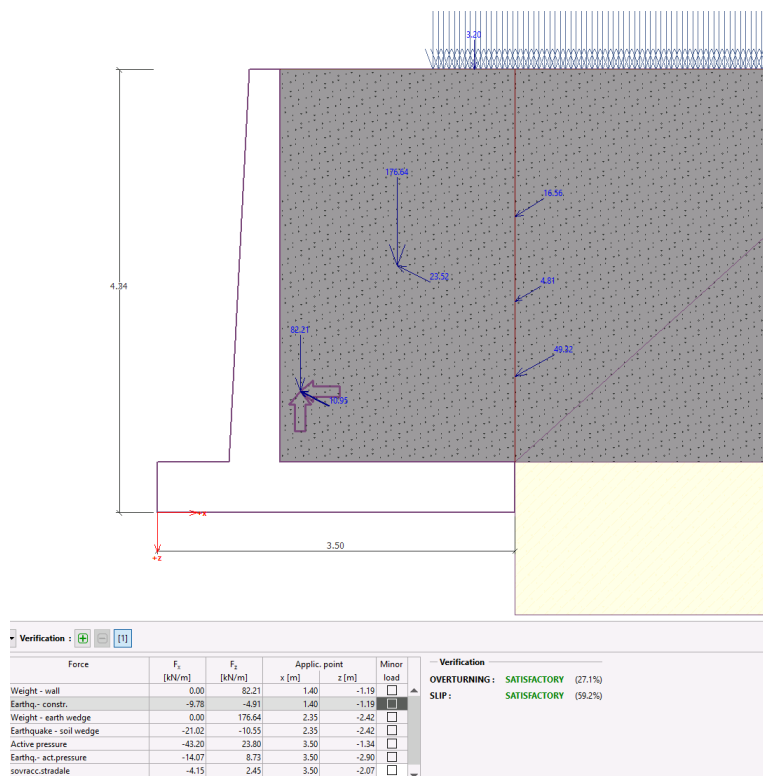 3.20
176.64
16.56
23.52
4.81
4.34
82.21
49.32
10.95
+x
3.50
+z
Verification : [1]
Force Fx Fz Applic. point Minor
[kN/m] [kN/m] x [m] z [m] load
Weight - wall 0.00 82.21 1.40 -1.19
Earthq.- constr. -9.78 -4.91 1.40 -1.19
Weight - earth wedge 0.00 176.64 2.35 -2.42
Earthquake - soil wedge -21.02 -10.55 2.35 -2.42
Active pressure -43.20 23.80 3.50 -1.34
Earthq.- act.pressure -14.07 8.73 3.50 -2.90
sovracc.stradale -4.15 2.45 3.50 -2.07
Verification
OVERTURNING : SATISFACTORY (27.1%)
SLIP : SATISFACTORY (59.2%)